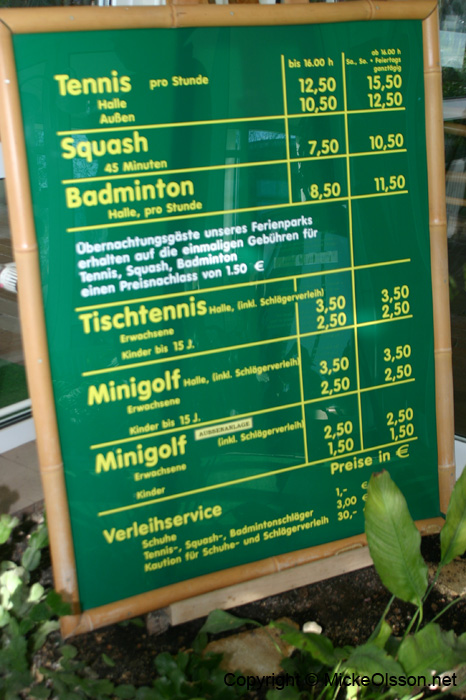 bis 16.00 h
ab 16.00 h
Sa., So. + Feiertags
ganztägig
Tennis pro Stunde
Halle 12,50 15,50
Außen 10,50 12,50
Squash
45 Minuten 7,50 10,50
Badminton
Halle, pro Stunde 8,50 11,50
Übernachtungsgäste unseres Ferienparks
erhalten auf die einmaligen Gebühren für
Tennis, Squash, Badminton
einen Preisnachlass von 1.50 €
Tischtennis Halle, (inkl. Schlägerverleih)
Erwachsene 3,50 3,50
Kinder bis 15 J. 2,50 2,50
Minigolf Halle, (inkl. Schlägerverleih)
Erwachsene 3,50 3,50
Kinder bis 15 J. 2,50 2,50
Minigolf AUSSENANLAGE (inkl. Schlägerverleih)
Erwachsene 2,50 2,50
Kinder 1,50 1,50
Preise in €
Verleihservice
Schuhe 1,- €
Tennis-, Squash-, Badmintonschläger 3,00 €
Kaution für Schuhe- und Schlägerverleih 30,-
Copyright © MickeOlsson.net